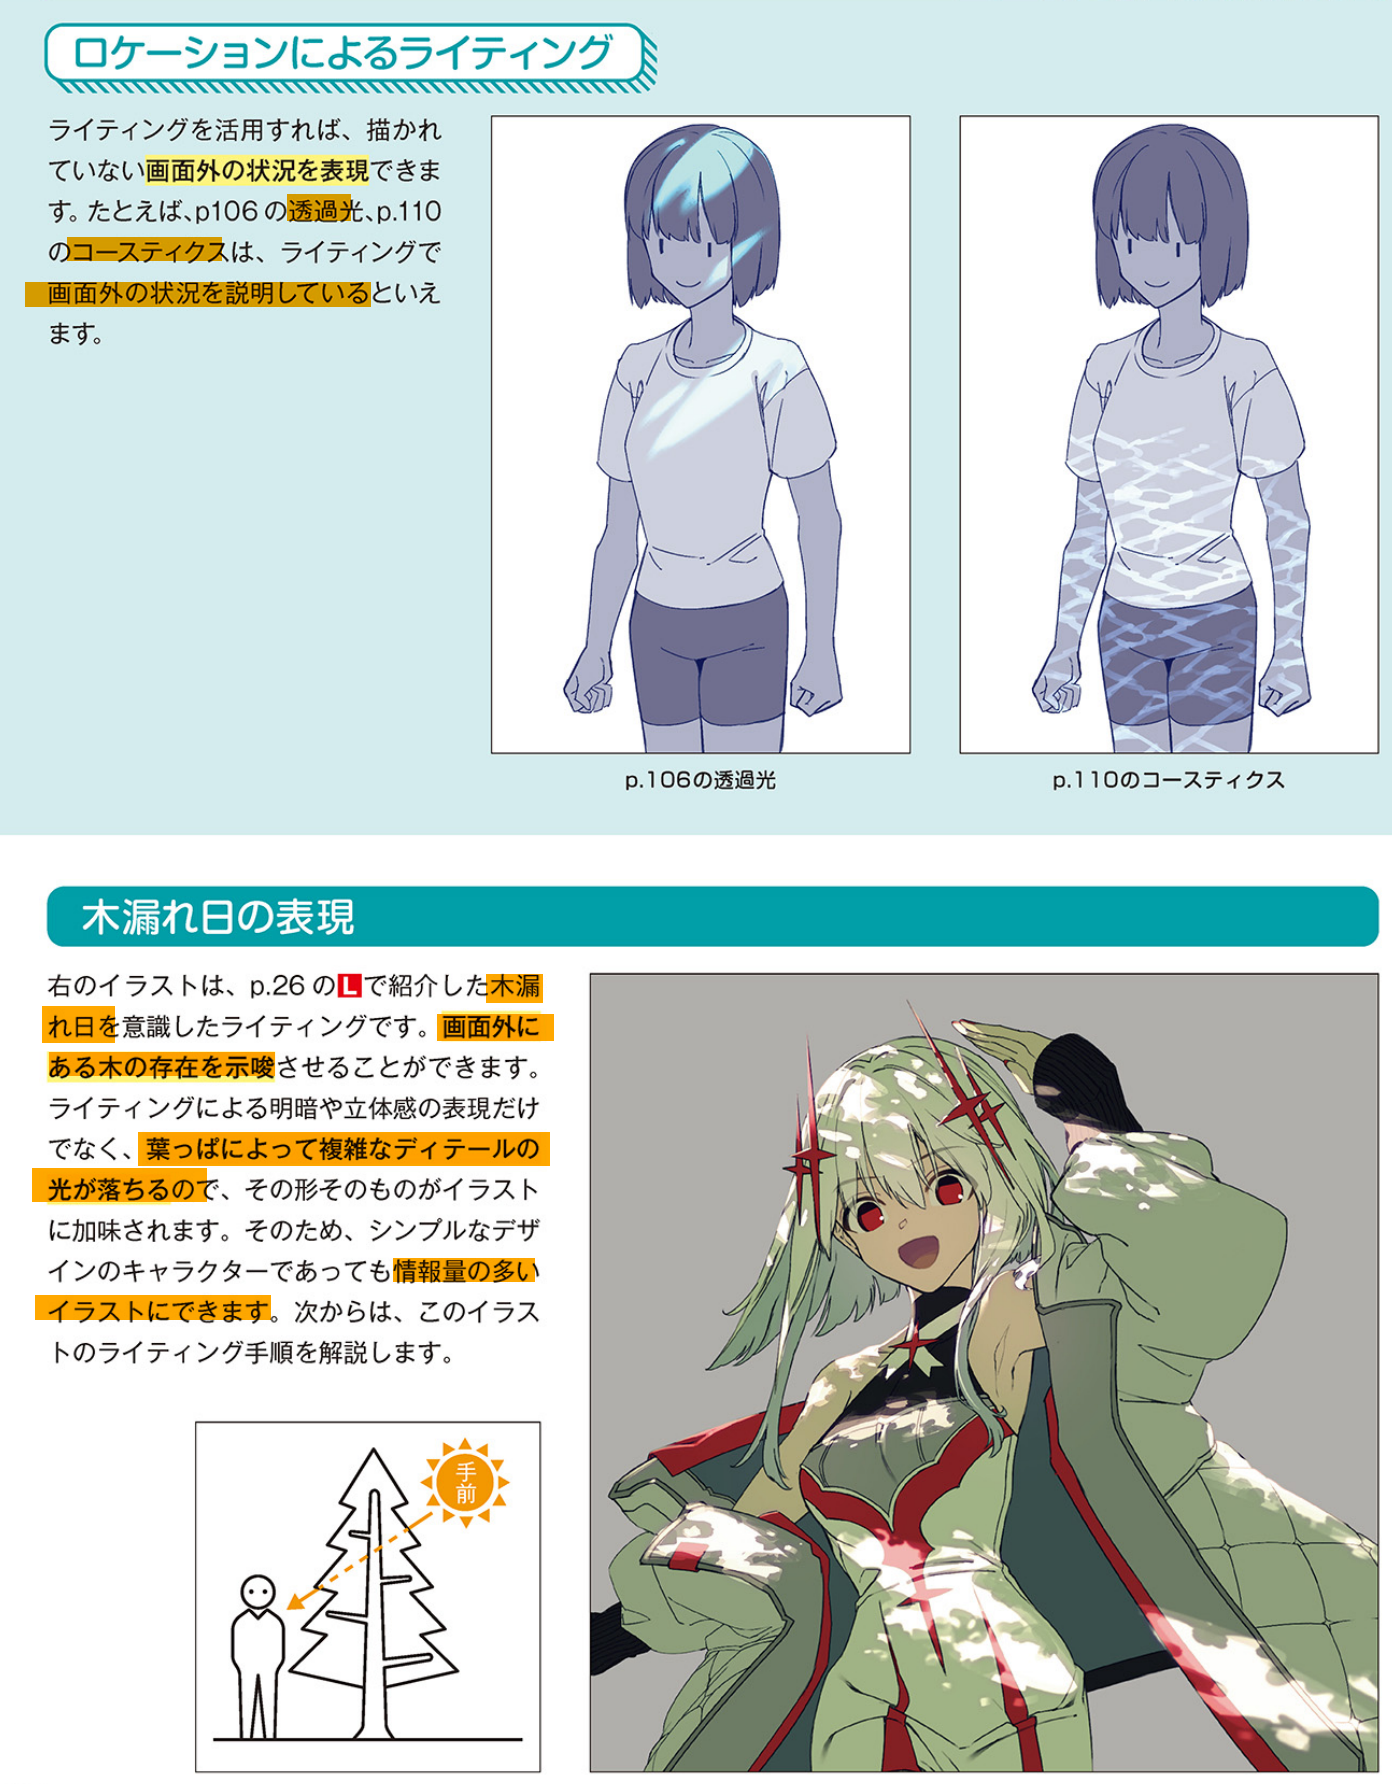 ロケーションによるライティング
ライティングを活用すれば、描かれ
ていない画面外の状況を表現できま
す。たとえば、p106の透過光、p.110
のコースティクスは、ライティングで
画面外の状況を説明しているといえ
ます。
p.106の透過光
p.110のコースティクス
木漏れ日の表現
右のイラストは、p.26のLで紹介した木漏
れ日を意識したライティングです。画面外に
ある木の存在を示唆させることができます。
ライティングによる明暗や立体感の表現だけ
でなく、葉っぱによって複雑なディテールの
光が落ちるので、その形そのものがイラスト
に加味されます。そのため、シンプルなデザ
インのキャラクターであっても情報量の多い
イラストにできます。次からは、このイラス
トのライティング手順を解説します。
手
前